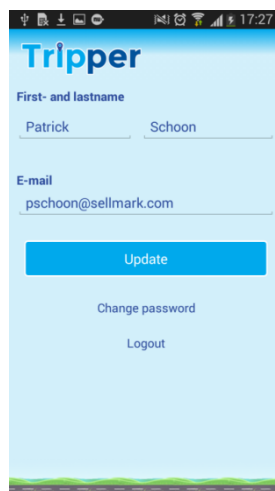 17:27
Tripper
First- and lastname
Patrick Schoon
E-mail
pschoon@sellmark.com
Update
Change password
Logout